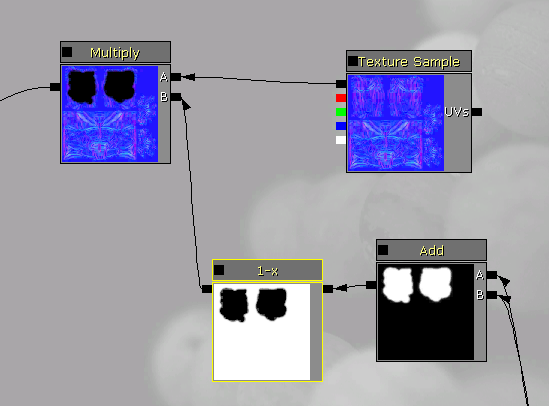 Multiply
A
B
Texture Sample
UVs
1-x
Add
A
B